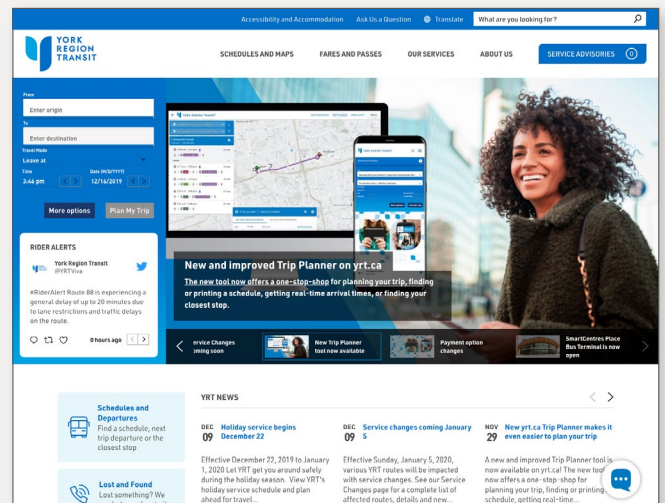 Accessibility and Accommodation Ask Us a Question Translate What are you looking for?
YORK
REGION
TRANSIT
SCHEDULES AND MAPS FARES AND PASSES OUR SERVICES ABOUT US SERVICE ADVISORIES 0
From
Enter origin
To
Enter destination
Travel Mode
Leave at
Time Date (M/D/YYYY)
3:46 pm 12/16/2019
More options Plan My Trip
RIDER ALERTS
York Region Transit
@YRTViva
#RiderAlert Route 88 is experiencing a
general delay of up to 20 minutes due
to lane restrictions and traffic delays
on the route.
0 hours ago
YORK REGION TRANSIT
New and improved Trip Planner on yrt.ca
The new tool now offers a one-stop-shop for planning your trip, finding
or printing a schedule, getting real-time arrival times, or finding your
closest stop.
ervice Changes
oming soon
New Trip Planner
tool now available
Payment option
changes
SmartCentres Place
Bus Terminal is now
open
Schedules and
Departures
Find a schedule, next
trip departure or the
closest stop
Lost and Found
Lost something? We
YRT NEWS
DEC 09 Holiday service begins
December 22
Effective December 22, 2019 to January
1, 2020 Let YRT get you around safely
during the holiday season. View YRT's
holiday service schedule and plan
ahead for travel...
DEC 09 Service changes coming January
5
Effective Sunday, January 5, 2020,
various YRT routes will be impacted
with service changes. See our Service
Changes page for a complete list of
affected routes, details and new...
NOV 29 New yrt.ca Trip Planner makes it
even easier to plan your trip
A new and improved Trip Planner tool is
now available on yrt.ca! The new tool
now offers a one-stop-shop for
planning your trip, finding or printing
schedule, getting real-time...